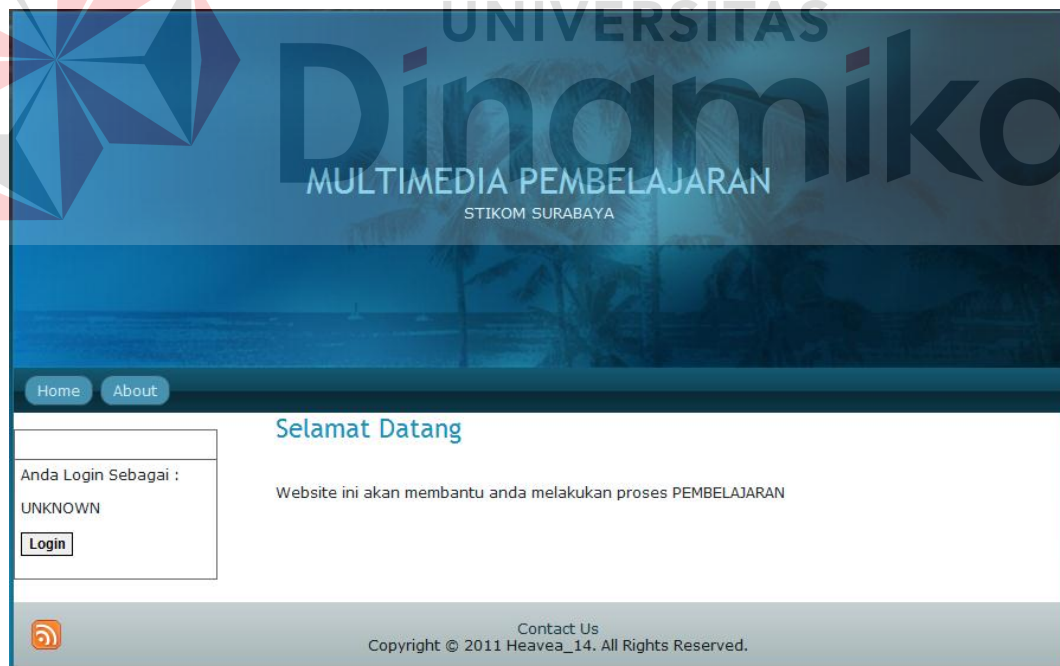 UNIVERSITAS
Dinamika
MULTIMEDIA PEMBELAJARAN
STIKOM SURABAYA
Home
About
Selamat Datang
Anda Login Sebagai :
UNKNOWN
Login
Website ini akan membantu anda melakukan proses PEMBELAJARAN
Contact Us
Copyright © 2011 Heavea_14. All Rights Reserved.